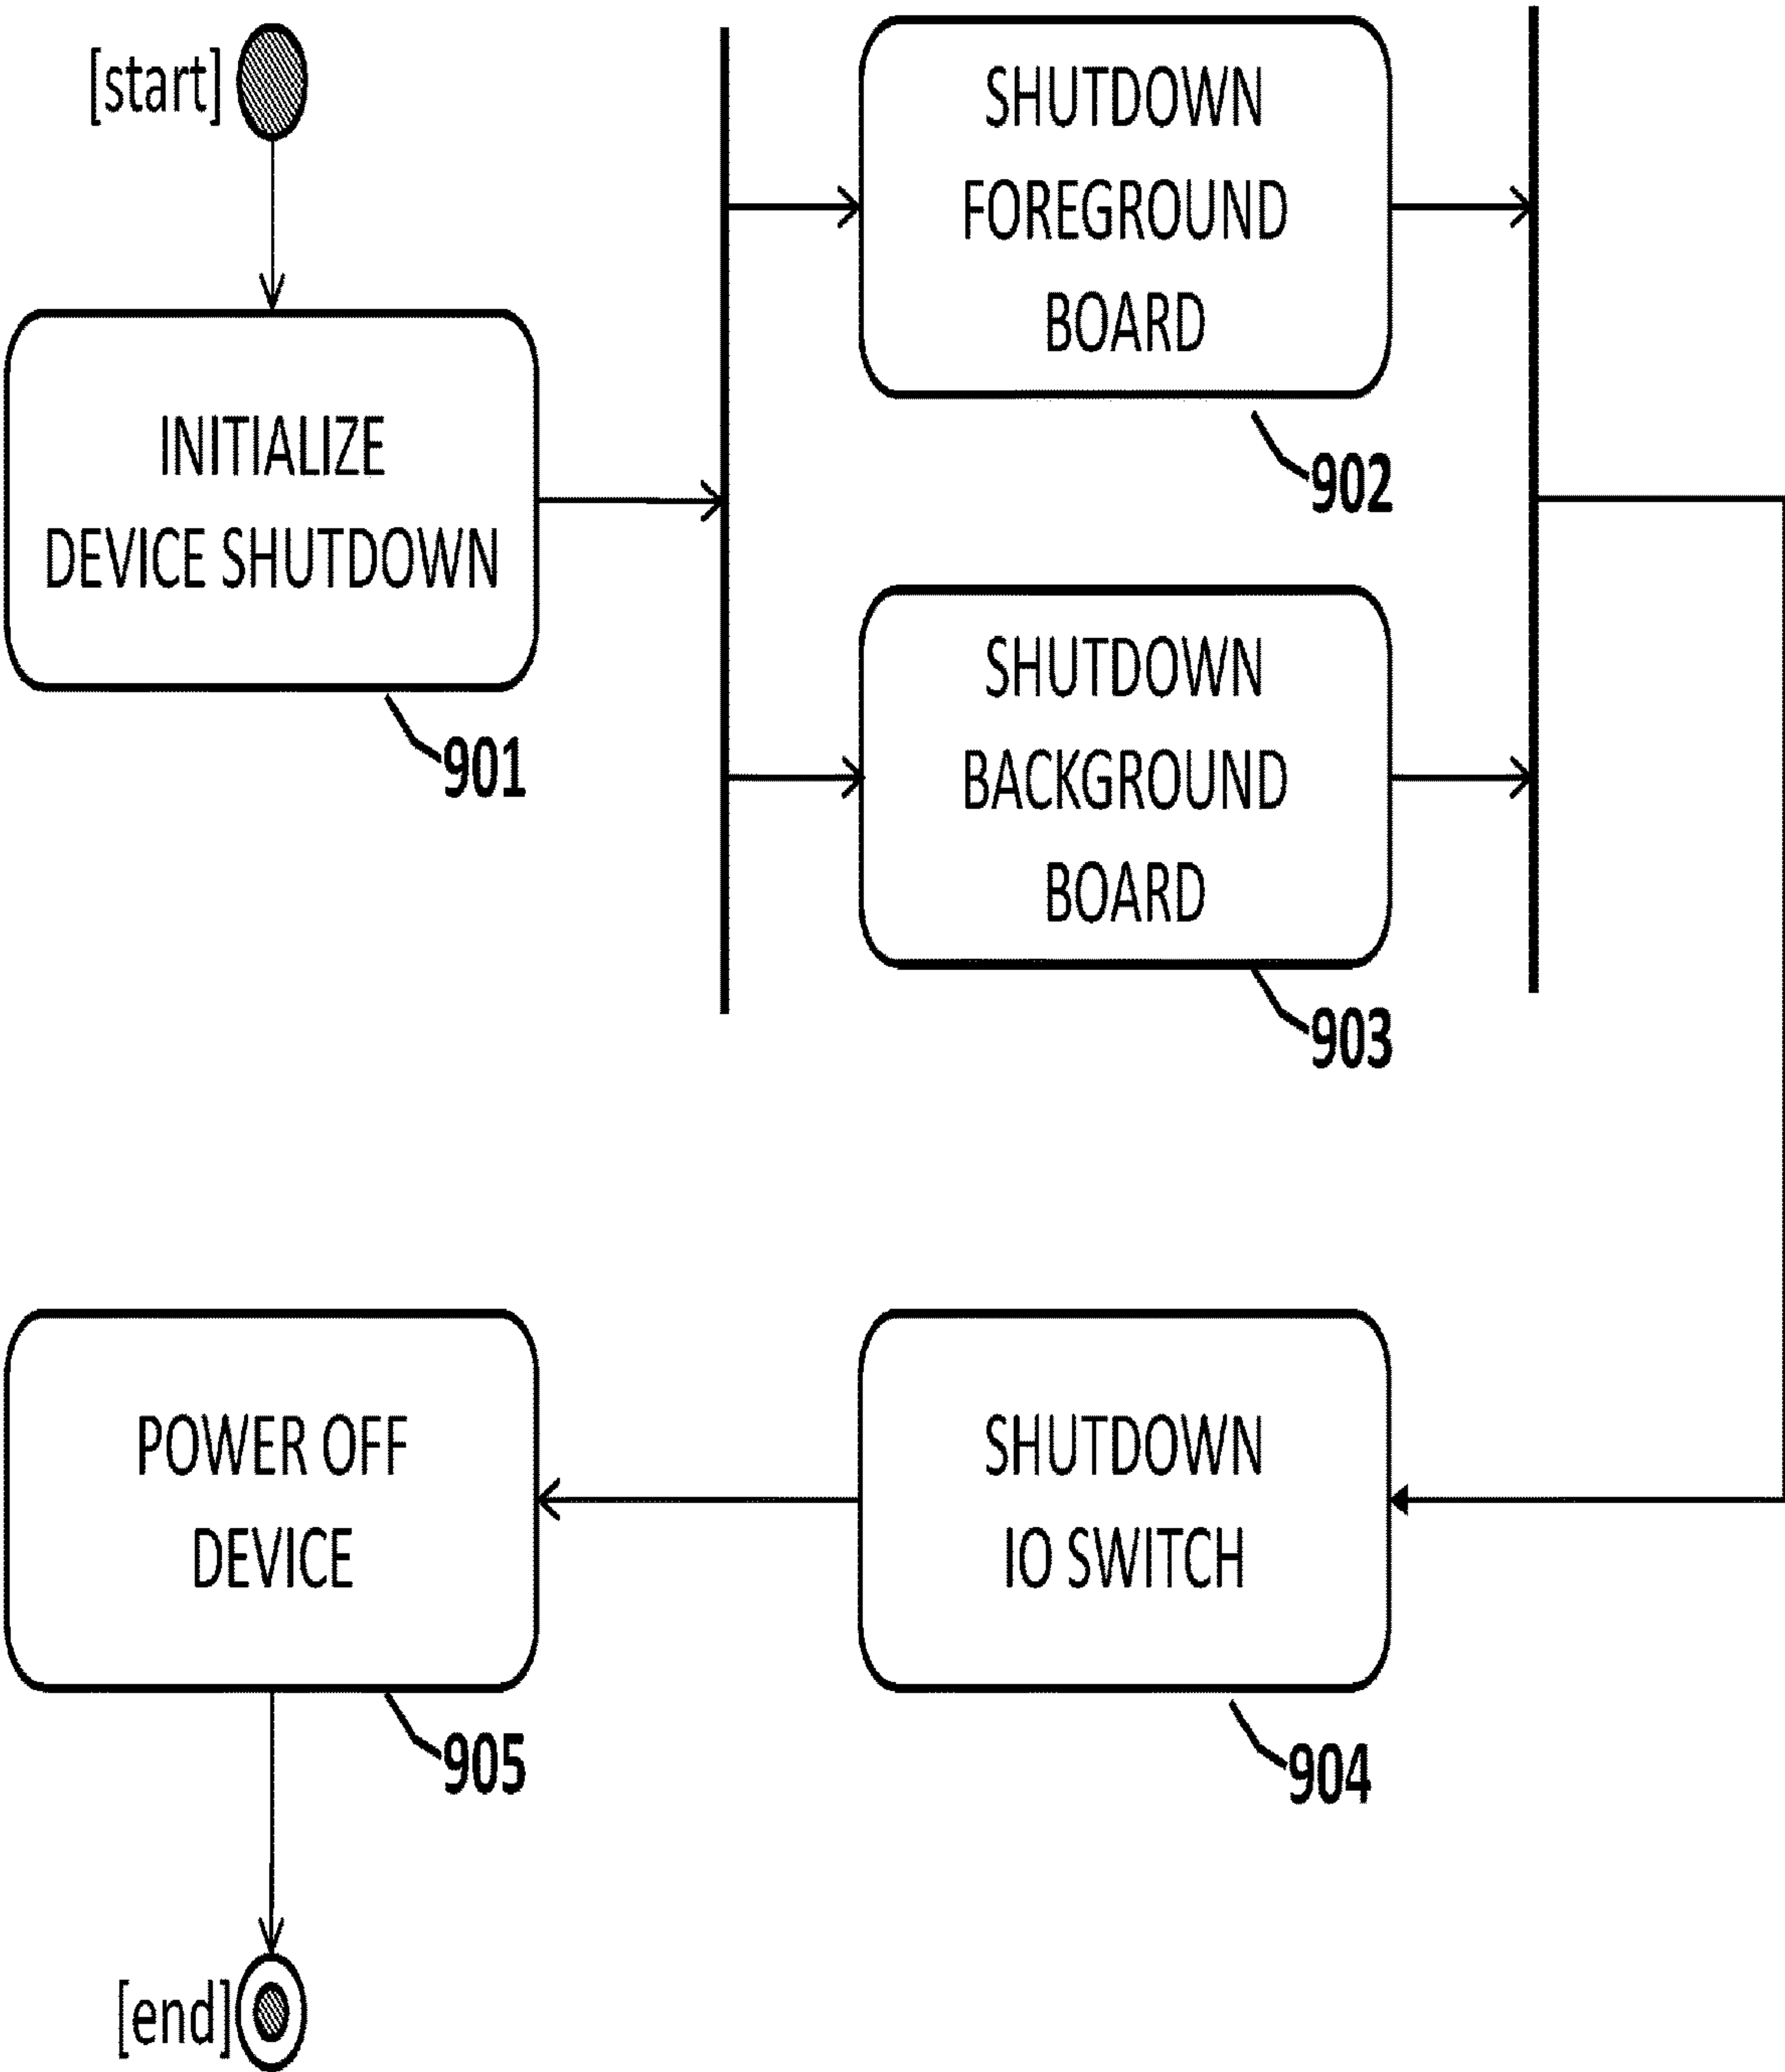 [start]
INITIALIZE
DEVICE SHUTDOWN
901
SHUTDOWN
FOREGROUND
BOARD
902
SHUTDOWN
BACKGROUND
BOARD
903
SHUTDOWN
IO SWITCH
904
POWER OFF
DEVICE
905
[end]